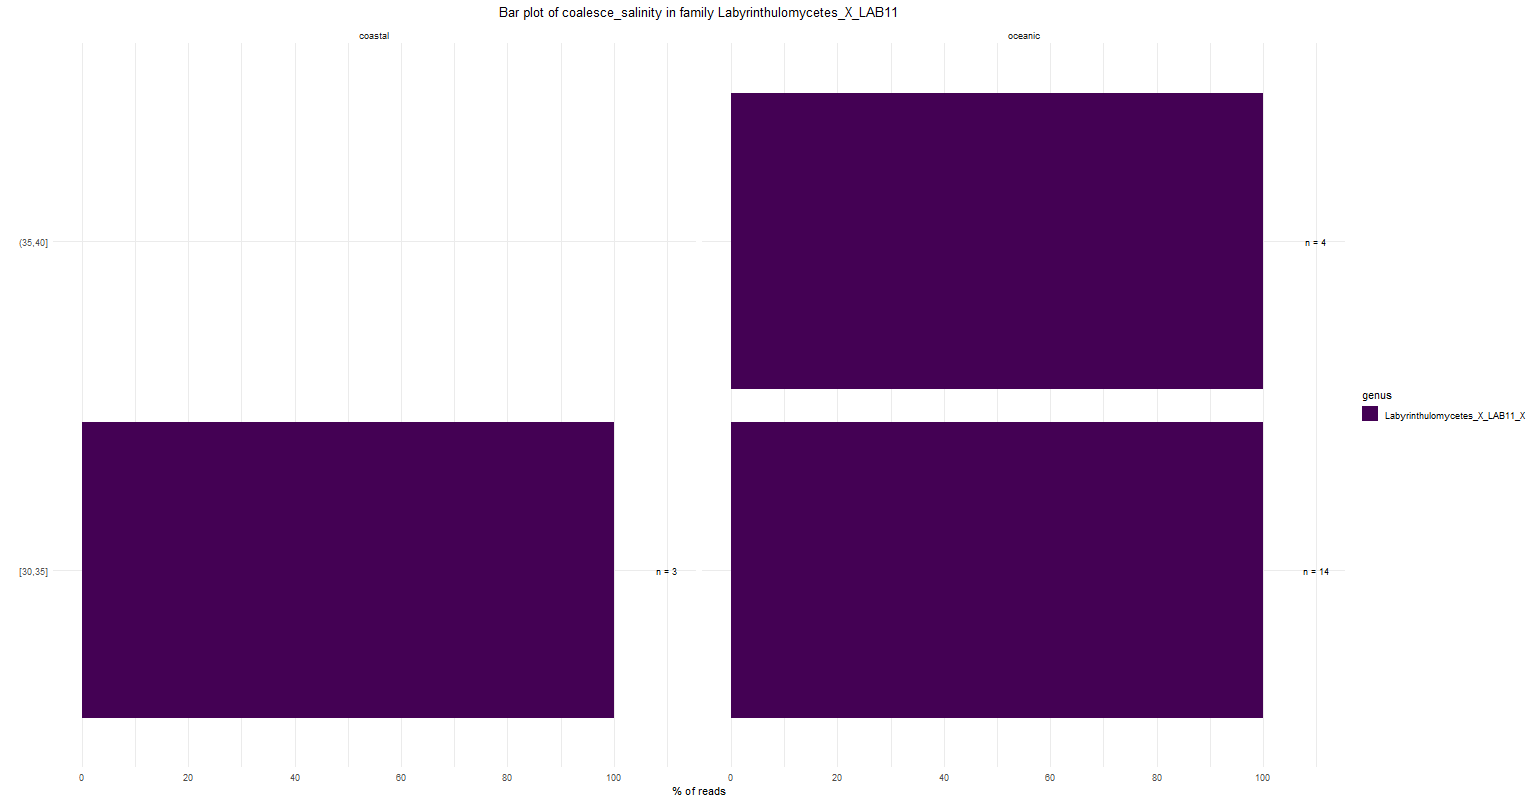 Bar plot of coalesce_salinity in family Labyrinthulomycetes_X_LAB11
coastal
oceanic
(35,40]
n = 4
[30,35]
n = 3
n = 14
0 20 40 60 80 100
0 20 40 60 80 100
% of reads
genus
Labyrinthulomycetes_X_LAB11_X